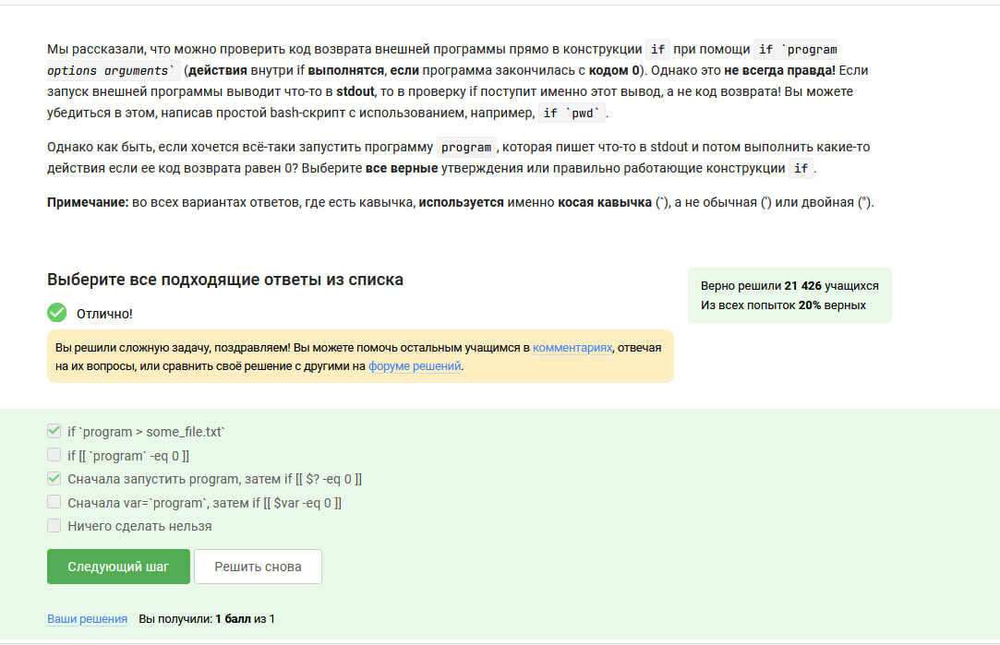 Мы рассказали, что можно проверить код возврата внешней программы прямо в конструкции if при помощи if `program
options arguments` (действия внутри if выполнятся, если программа закончилась с кодом 0). Однако это не всегда правда! Если
запуск внешней программы выводит что-то в stdout, то в проверку if поступит именно этот вывод, а не код возврата! Вы можете
убедиться в этом, написав простой bash-скрипт с использованием, например, if `pwd` .
Однако как быть, если хочется всё-таки запустить программу program , которая пишет что-то в stdout и потом выполнить какие-то
действия если ее код возврата равен 0? Выберите все верные утверждения или правильно работающие конструкции if .
Примечание: во всех вариантах ответов, где есть кавычка, используется именно косая кавычка (`), а не обычная (') или двойная (").
Выберите все подходящие ответы из списка
Верно решили 21 426 учащихся
Из всех попыток 20% верных
Отлично!
Вы решили сложную задачу, поздравляем! Вы можете помочь остальным учащимся в комментариях, отвечая
на их вопросы, или сравнить своё решение с другими на форуме решений.
if `program > some_file.txt`
if [[ `program` -eq 0 ]]
Сначала запустить program, затем if [[ $? -eq 0 ]]
Сначала var=`program`, затем if [[ $var -eq 0 ]]
Ничего сделать нельзя
Следующий шаг
Решить снова
Ваши решения Вы получили: 1 балл из 1